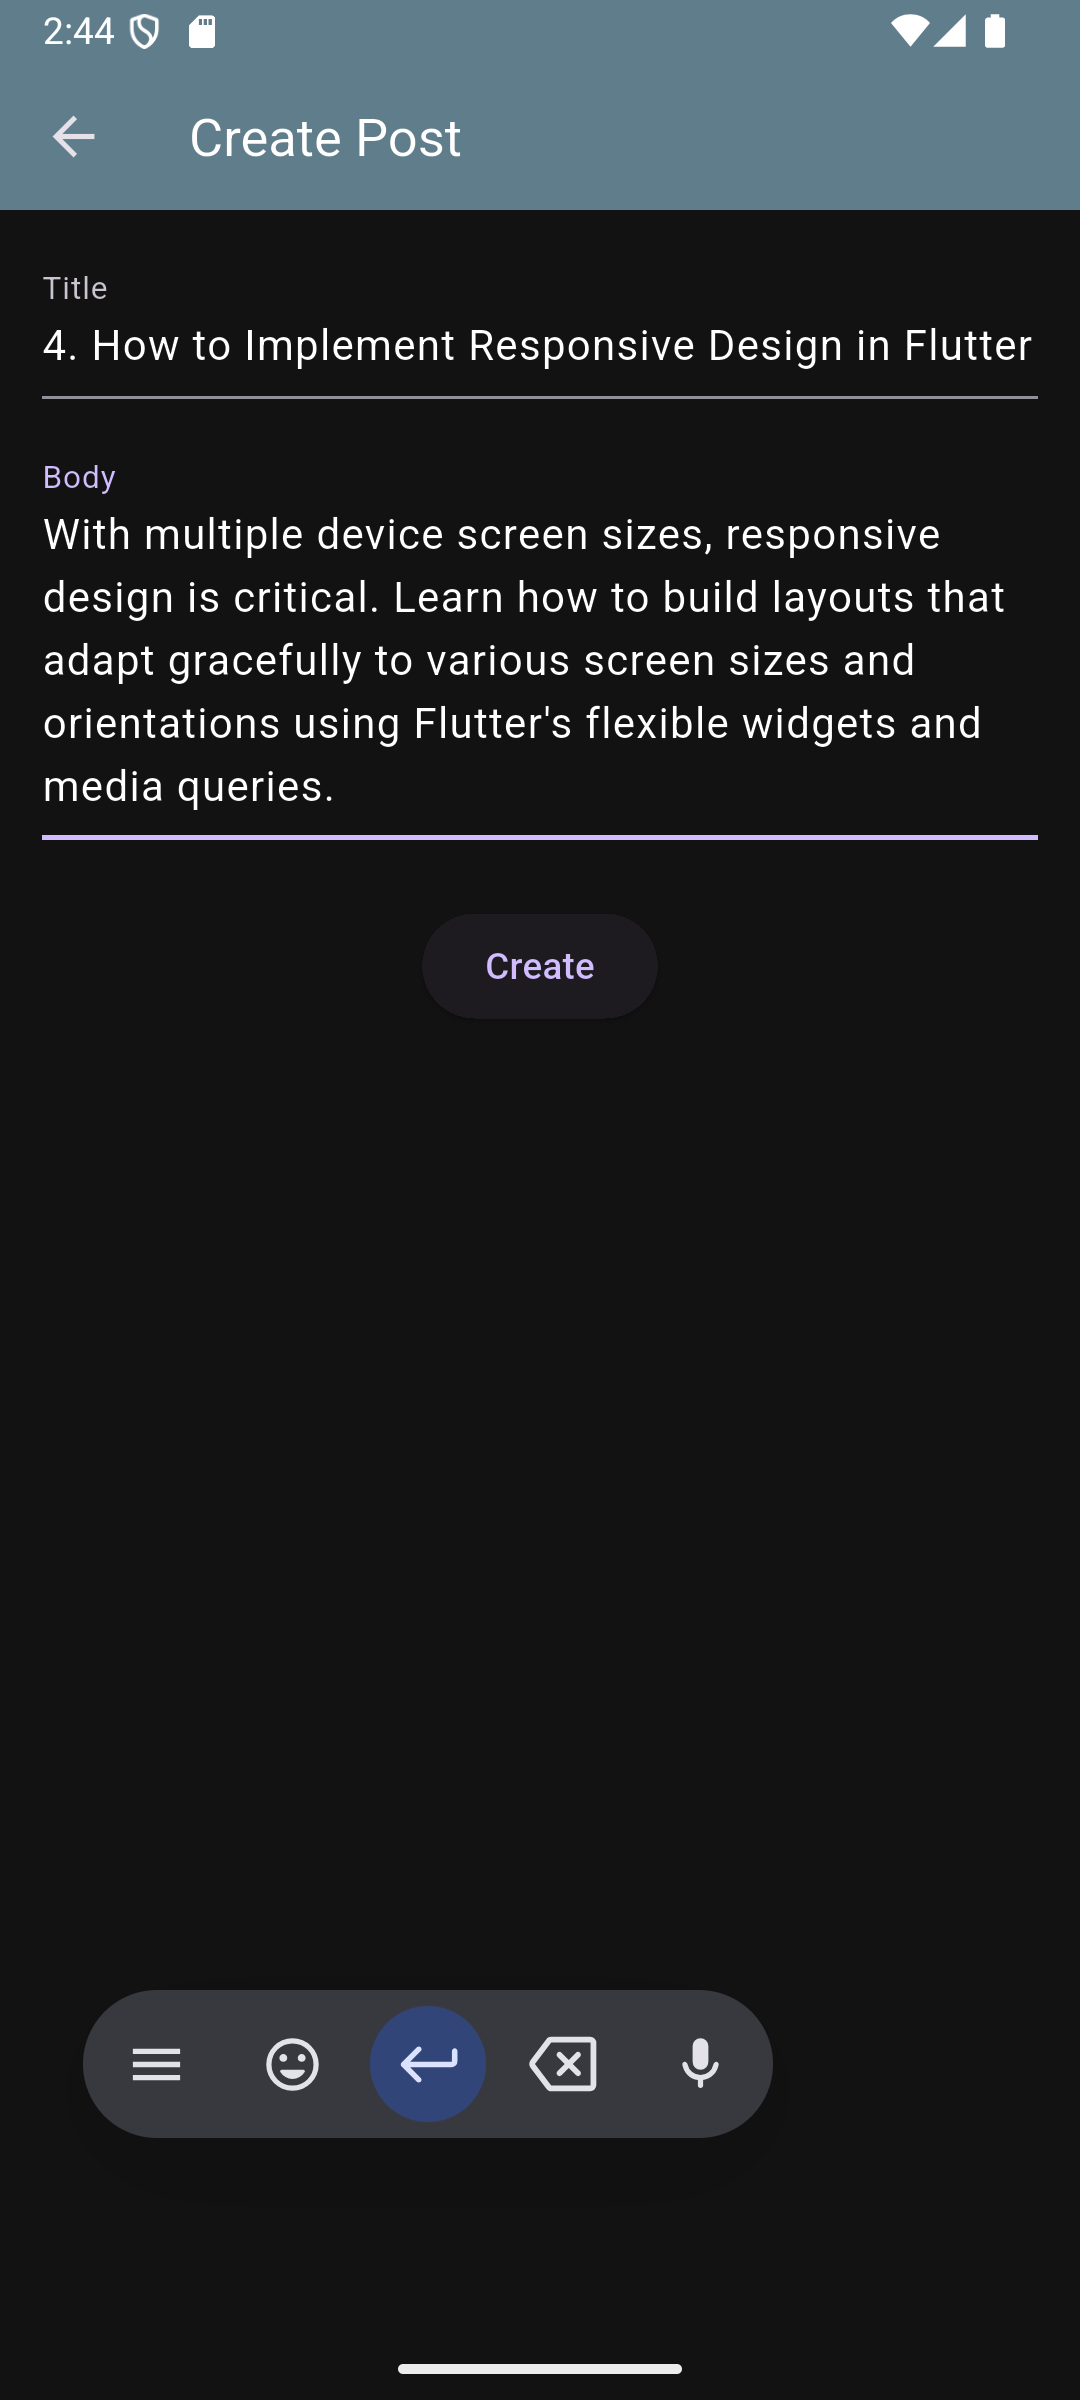 2:44
Create Post
Title
4. How to Implement Responsive Design in Flutter
Body
With multiple device screen sizes, responsive
design is critical. Learn how to build layouts that
adapt gracefully to various screen sizes and
orientations using Flutter's flexible widgets and
media queries.
Create